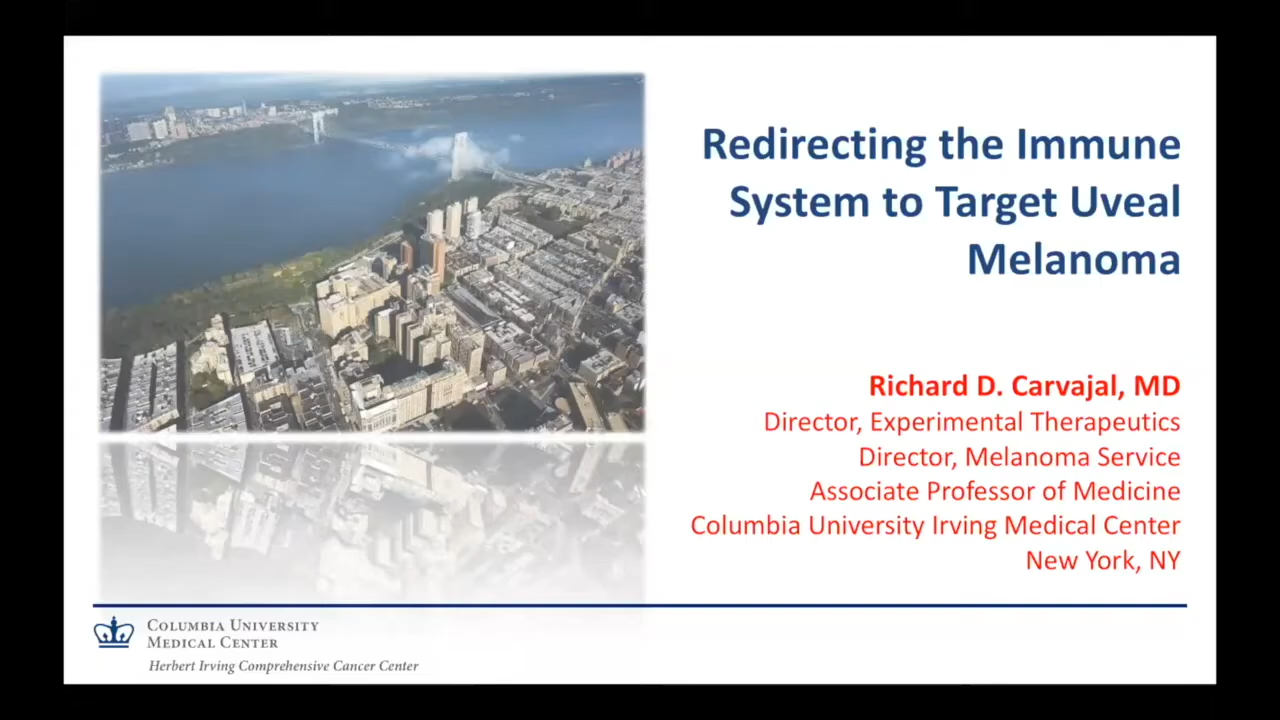 Redirecting the Immune
System to Target Uveal
Melanoma
Richard D. Carvajal, MD
Director, Experimental Therapeutics
Director, Melanoma Service
Associate Professor of Medicine
Columbia University Irving Medical Center
New York, NY
COLUMBIA UNIVERSITY
MEDICAL CENTER
Herbert Irving Comprehensive Cancer Center